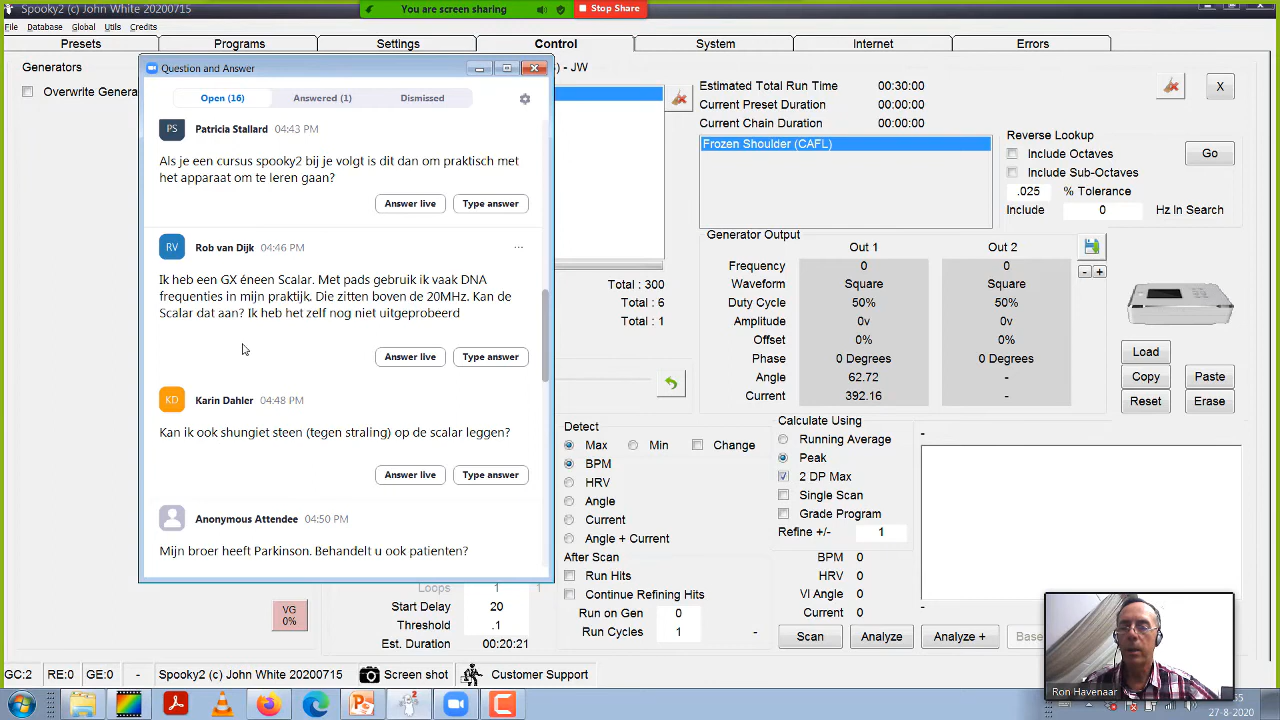 Spooky2 (c) John White 20200715
You are screen sharing
Stop Share
File Database Global Utils Credits
Presets Programs Settings Control System Internet Errors
Generators
Overwrite Genera
) - JW
Question and Answer
Open (16) Answered (1) Dismissed
PS Patricia Stallard 04:43 PM
Als je een cursus spooky2 bij je volgt is dit dan om praktisch met
het apparaat om te leren gaan?
Answer live Type answer
RV Rob van Dijk 04:46 PM ...
Ik heb een GX éneen Scalar. Met pads gebruik ik vaak DNA
frequenties in mijn praktijk. Die zitten boven de 20MHz. Kan de
Scalar dat aan? Ik heb het zelf nog niet uitgeprobeerd
Answer live Type answer
KD Karin Dahler 04:48 PM
Kan ik ook shungiet steen (tegen straling) op de scalar leggen?
Answer live Type answer
Anonymous Attendee 04:50 PM
Mijn broer heeft Parkinson. Behandelt u ook patienten?
Estimated Total Run Time 00:30:00
Current Preset Duration 00:00:00
Current Chain Duration 00:00:00
X
Frozen Shoulder (CAFL)
Reverse Lookup
Include Octaves
Go
Include Sub-Octaves
.025 % Tolerance
Include 0 Hz In Search
Total : 300
Total : 6
Total : 1
Generator Output
Out 1 Out 2
- +
Frequency 0 0
Waveform Square Square
Duty Cycle 50% 50%
Amplitude 0v 0v
Offset 0% 0%
Phase 0 Degrees 0 Degrees
Angle 62.72 -
Current 392.16 -
Load
Copy Paste
Reset Erase
Detect
Max Min Change
BPM
HRV
Angle
Current
Angle + Current
After Scan
Run Hits
Continue Refining Hits
Run on Gen 0
Run Cycles 1 -
Calculate Using
Running Average
Peak
2 DP Max
Single Scan
Grade Program
Refine +/- 1
BPM 0
HRV 0
VI Angle 0
Current 0
-
-
Scan Analyze Analyze + Base
Loops 1 1
Start Delay 20
Threshold .1
Est. Duration 00:20:21
VG
0%
GC:2 RE:0 GE:0 - Spooky2 (c) John White 20200715 Screen shot Customer Support
Ron Havenaar
55
27-8-2020